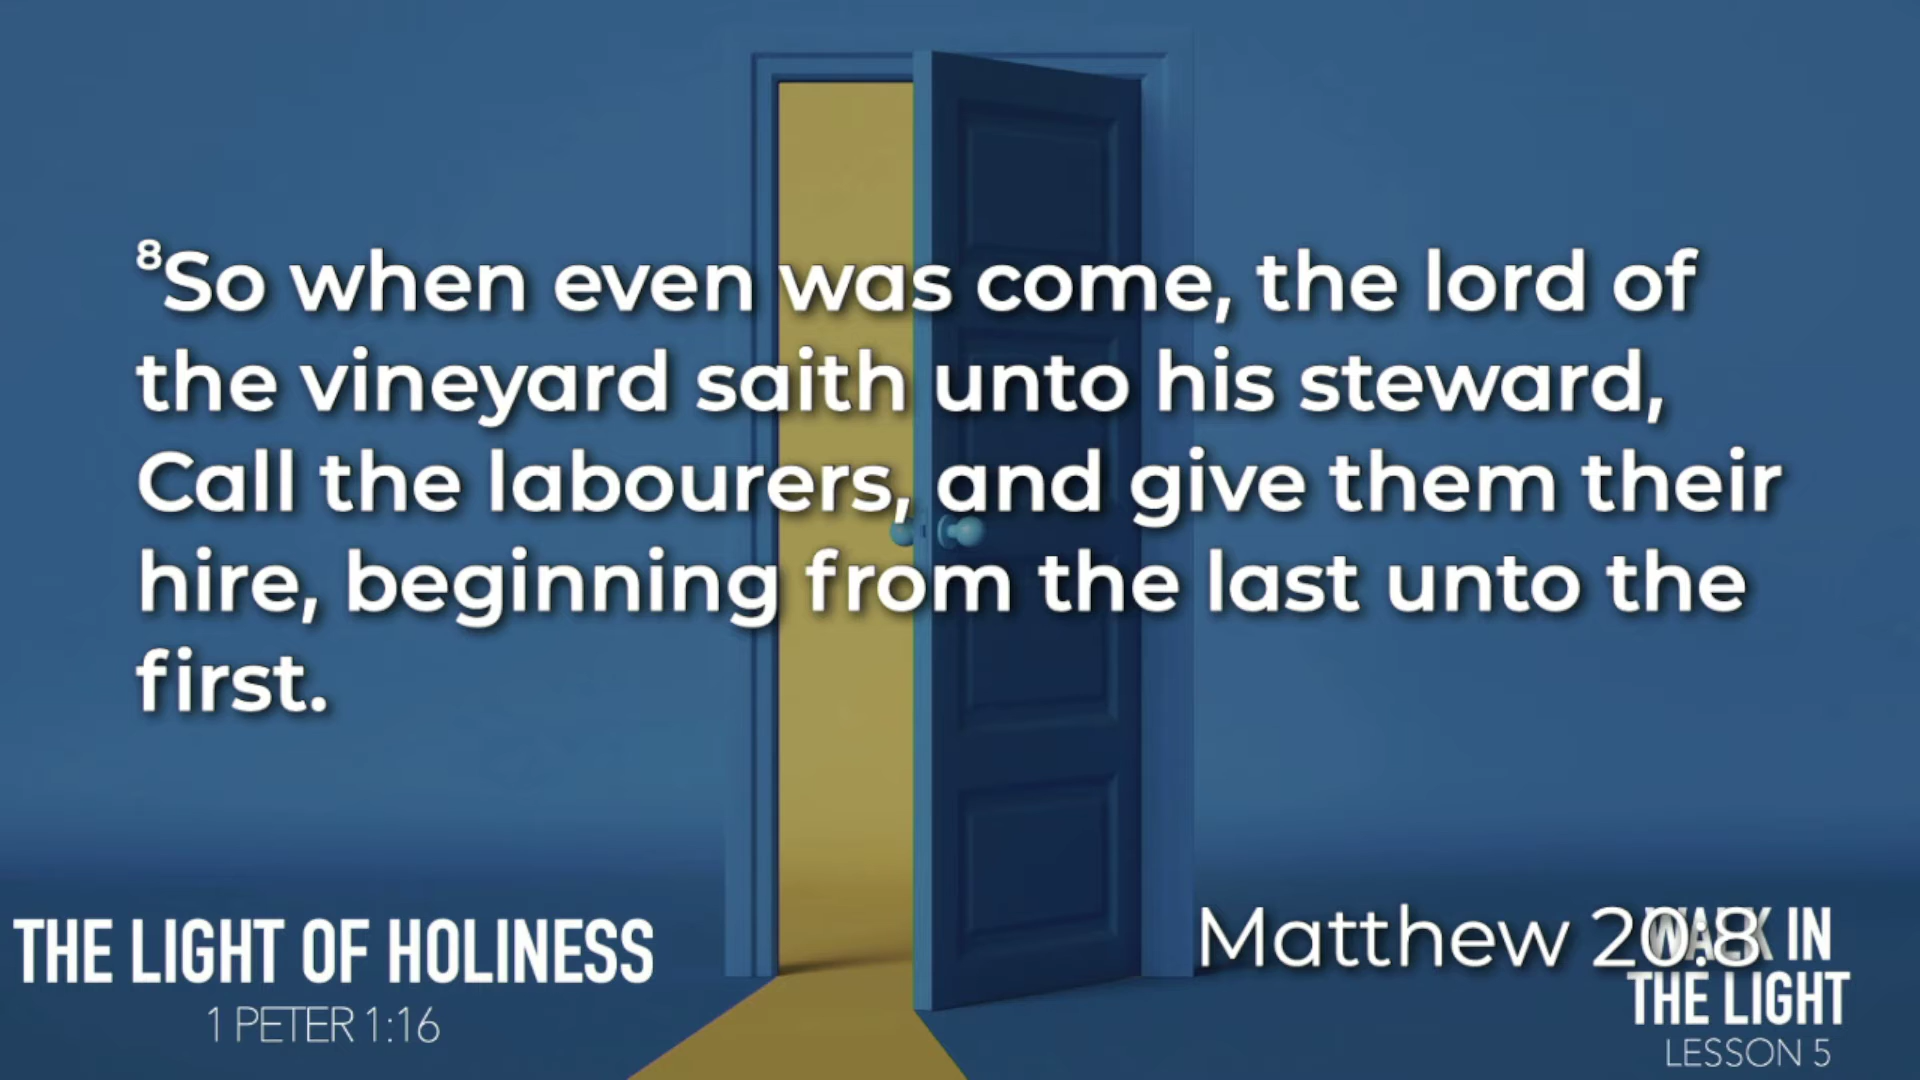 ⁸So when even was come, the lord of
the vineyard saith unto his steward,
Call the labourers, and give them their
hire, beginning from the last unto the
first.
THE LIGHT OF HOLINESS
1 PETER 1:16
Matthew 20:8
WALK IN
THE LIGHT
LESSON 5